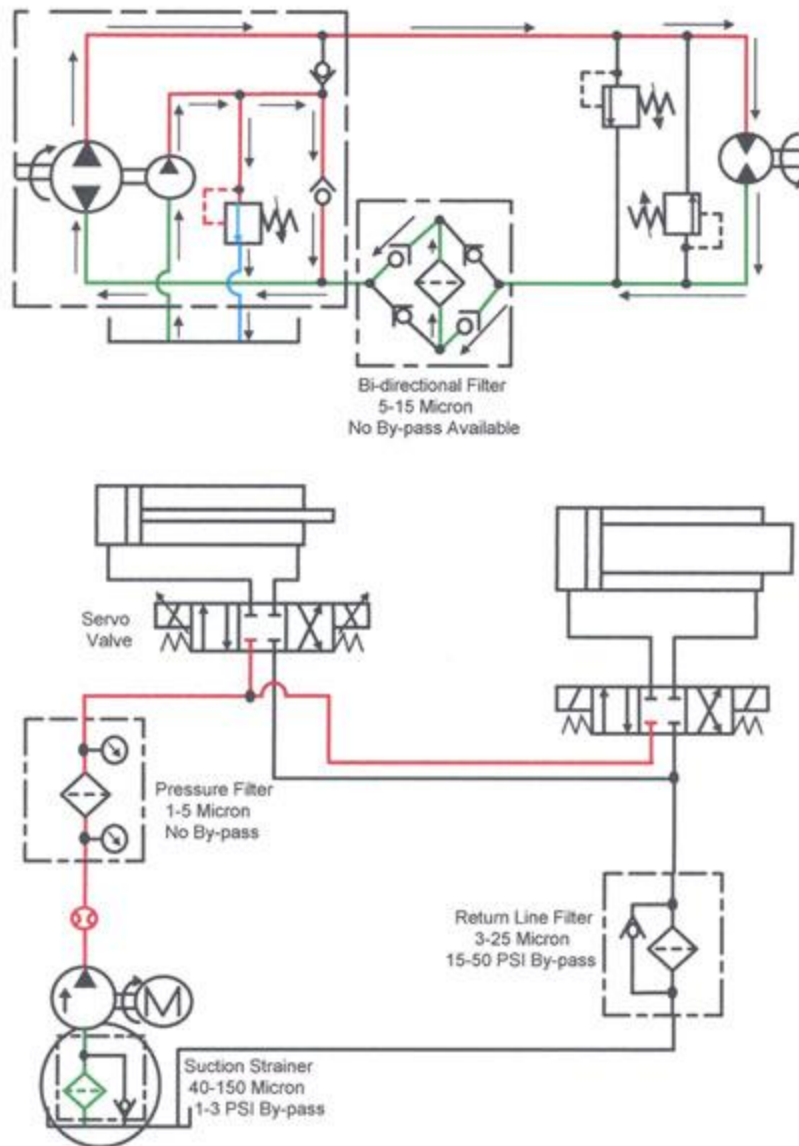 Bi-directional Filter
5-15 Micron
No By-pass Available
Servo
Valve
Pressure Filter
1-5 Micron
No By-pass
Return Line Filter
3-25 Micron
15-50 PSI By-pass
M
Suction Strainer
40-150 Micron
1-3 PSI By-pass